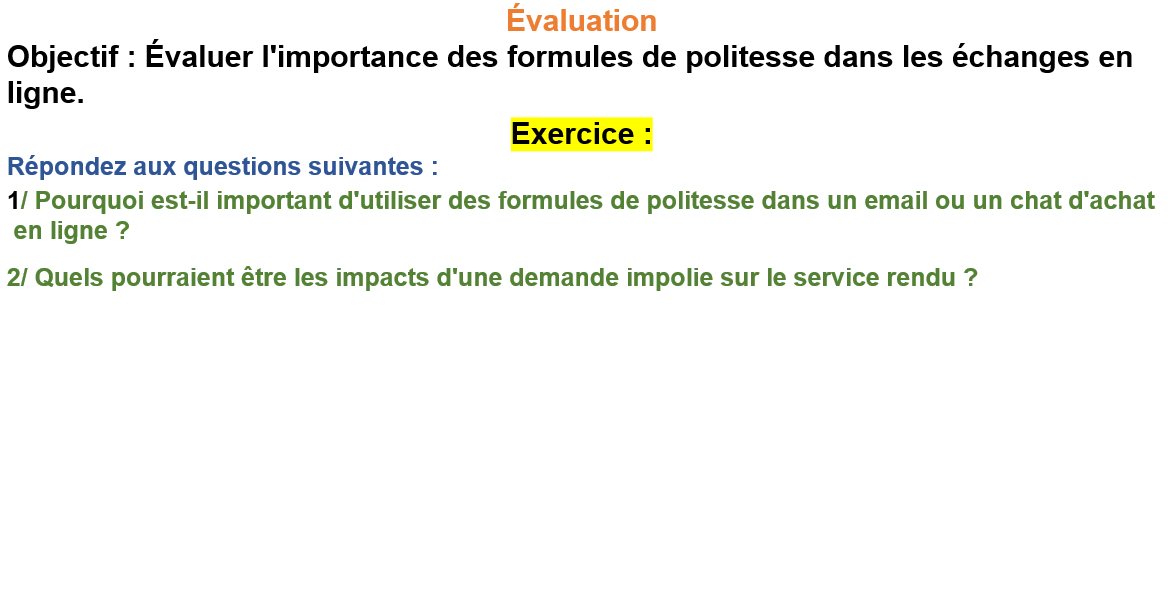 Évaluation
Objectif : Évaluer l'importance des formules de politesse dans les échanges en
ligne.
Exercice :
Répondez aux questions suivantes :
1/ Pourquoi est-il important d'utiliser des formules de politesse dans un email ou un chat d'achat
en ligne ?
2/ Quels pourraient être les impacts d'une demande impolie sur le service rendu ?